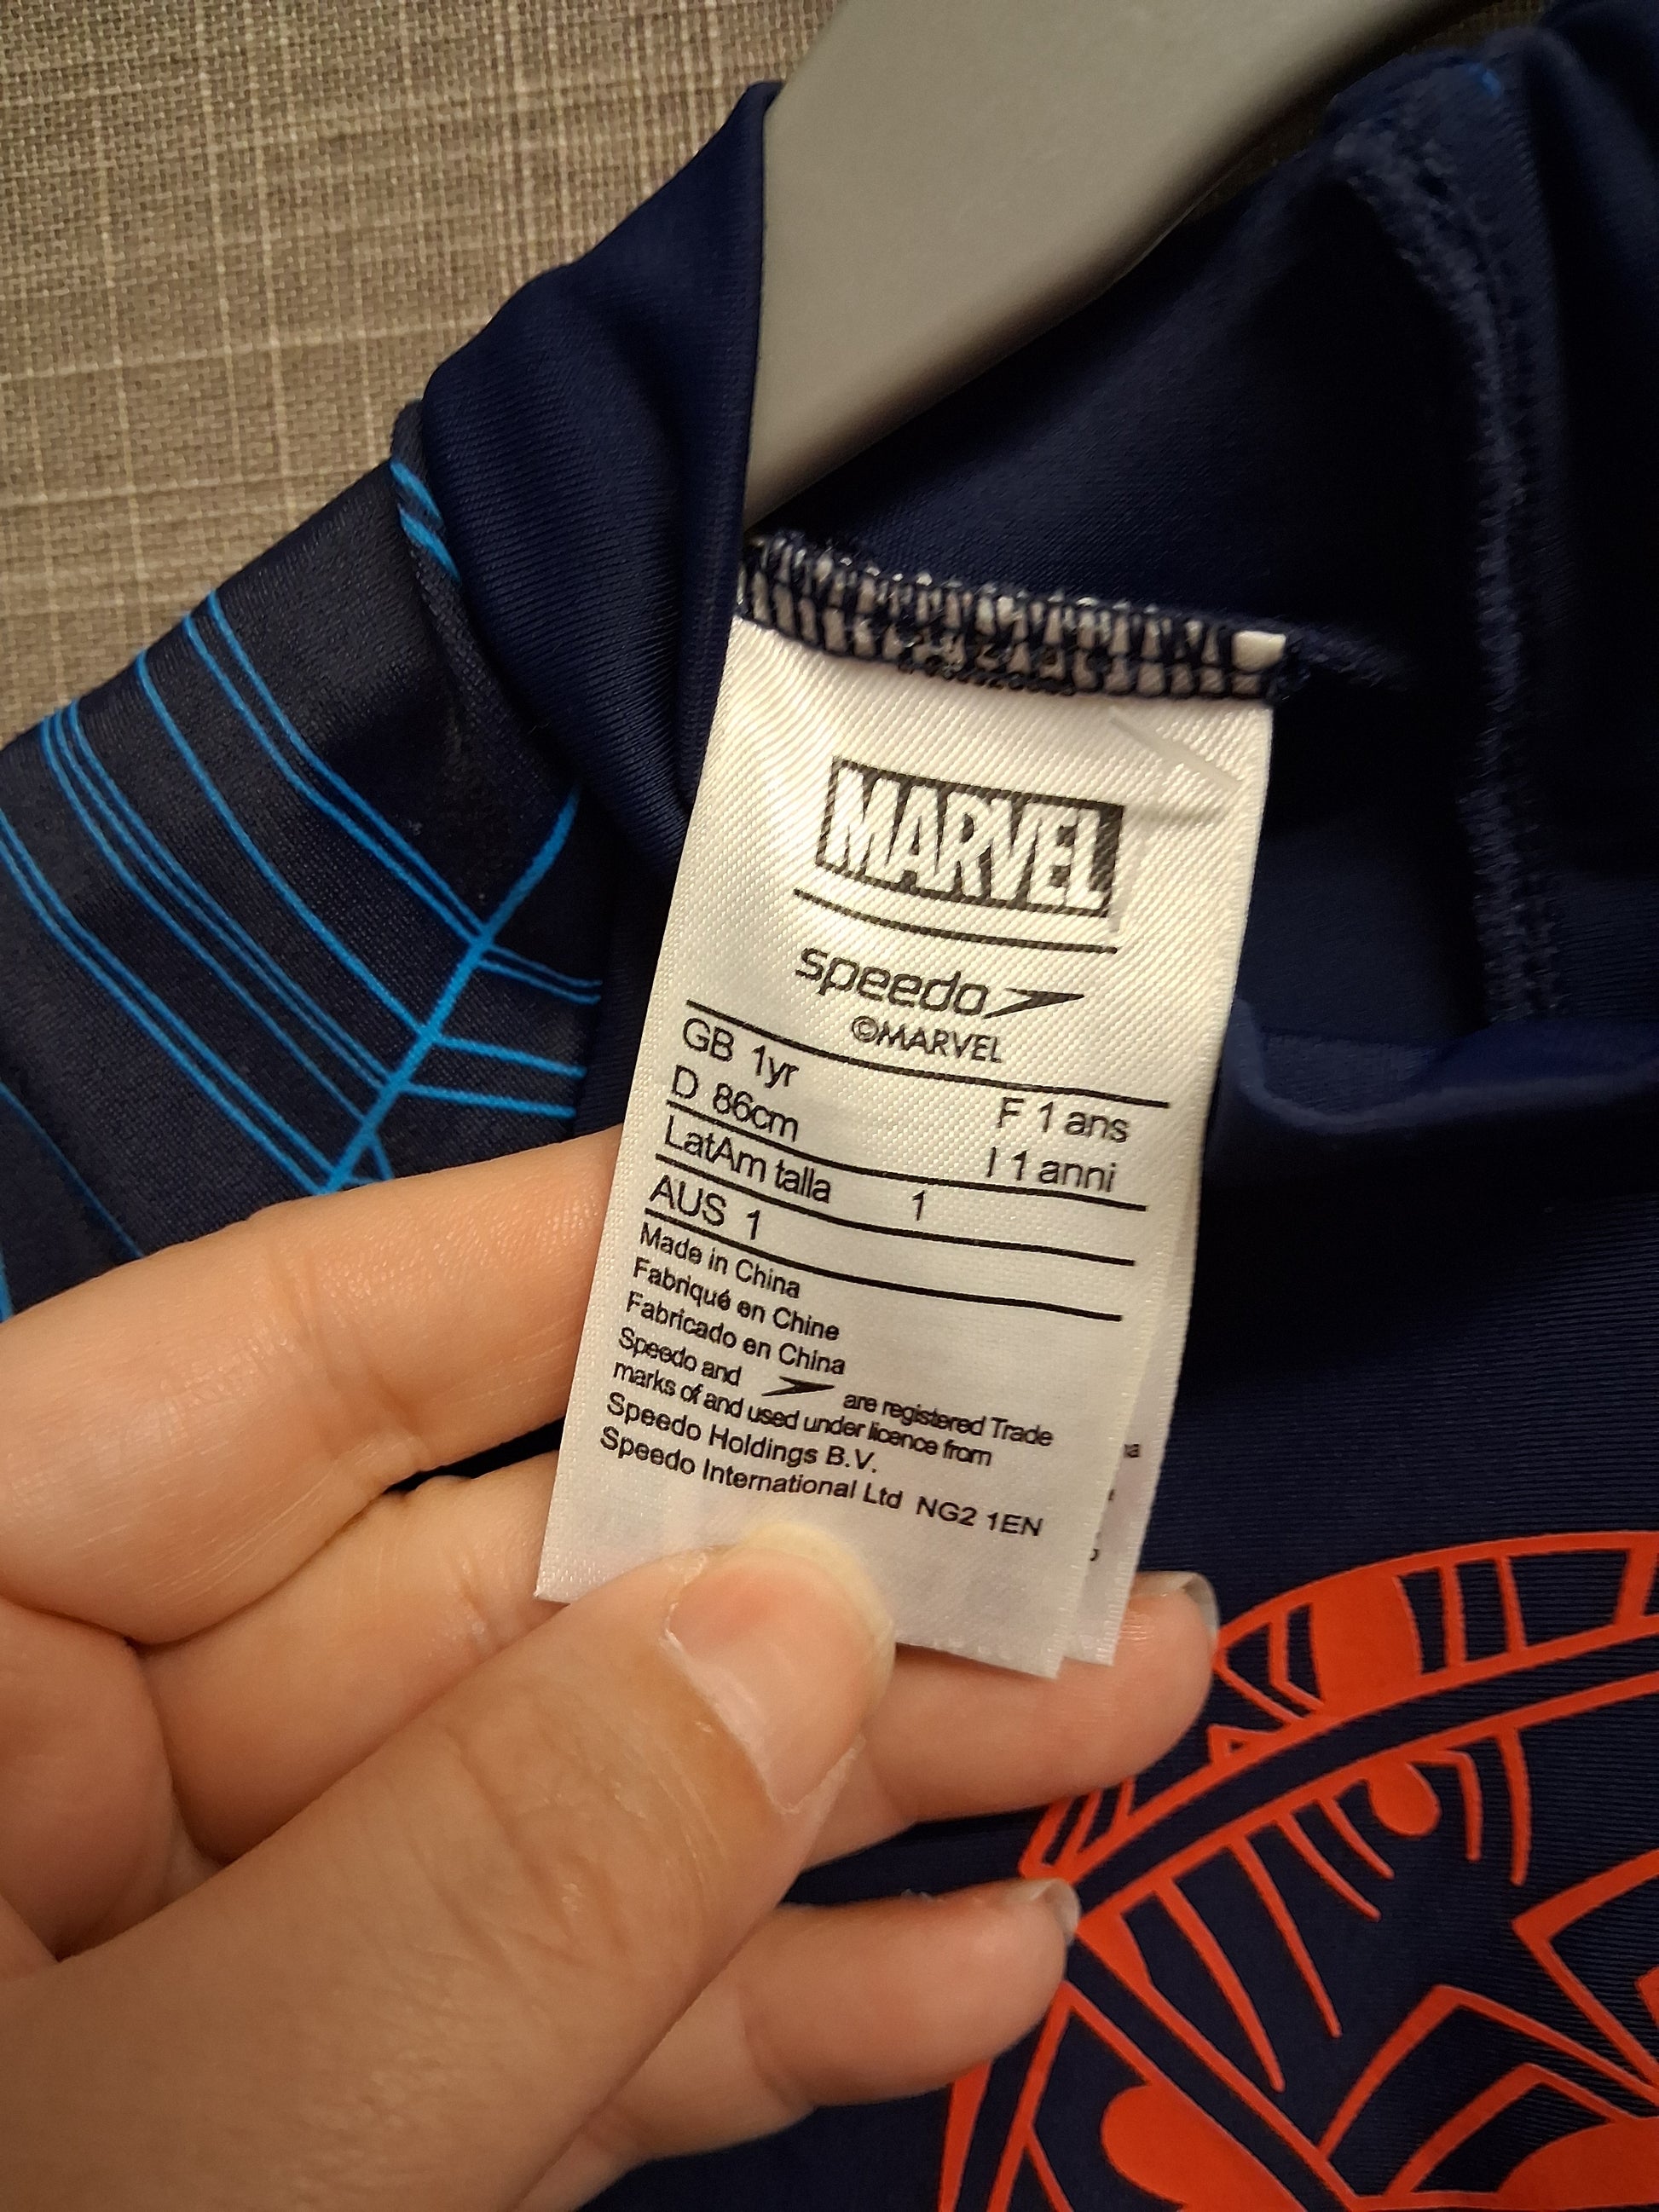 MARVEL
speedo
©MARVEL
GB 1yr F 1 ans
D 86cm I 1 anni
LatAm talla 1
AUS 1
Made in China
Fabriqué en Chine
Fabricado en China
Speedo and are registered Trade
marks of and used under licence from
Speedo Holdings B.V.
Speedo International Ltd NG2 1EN